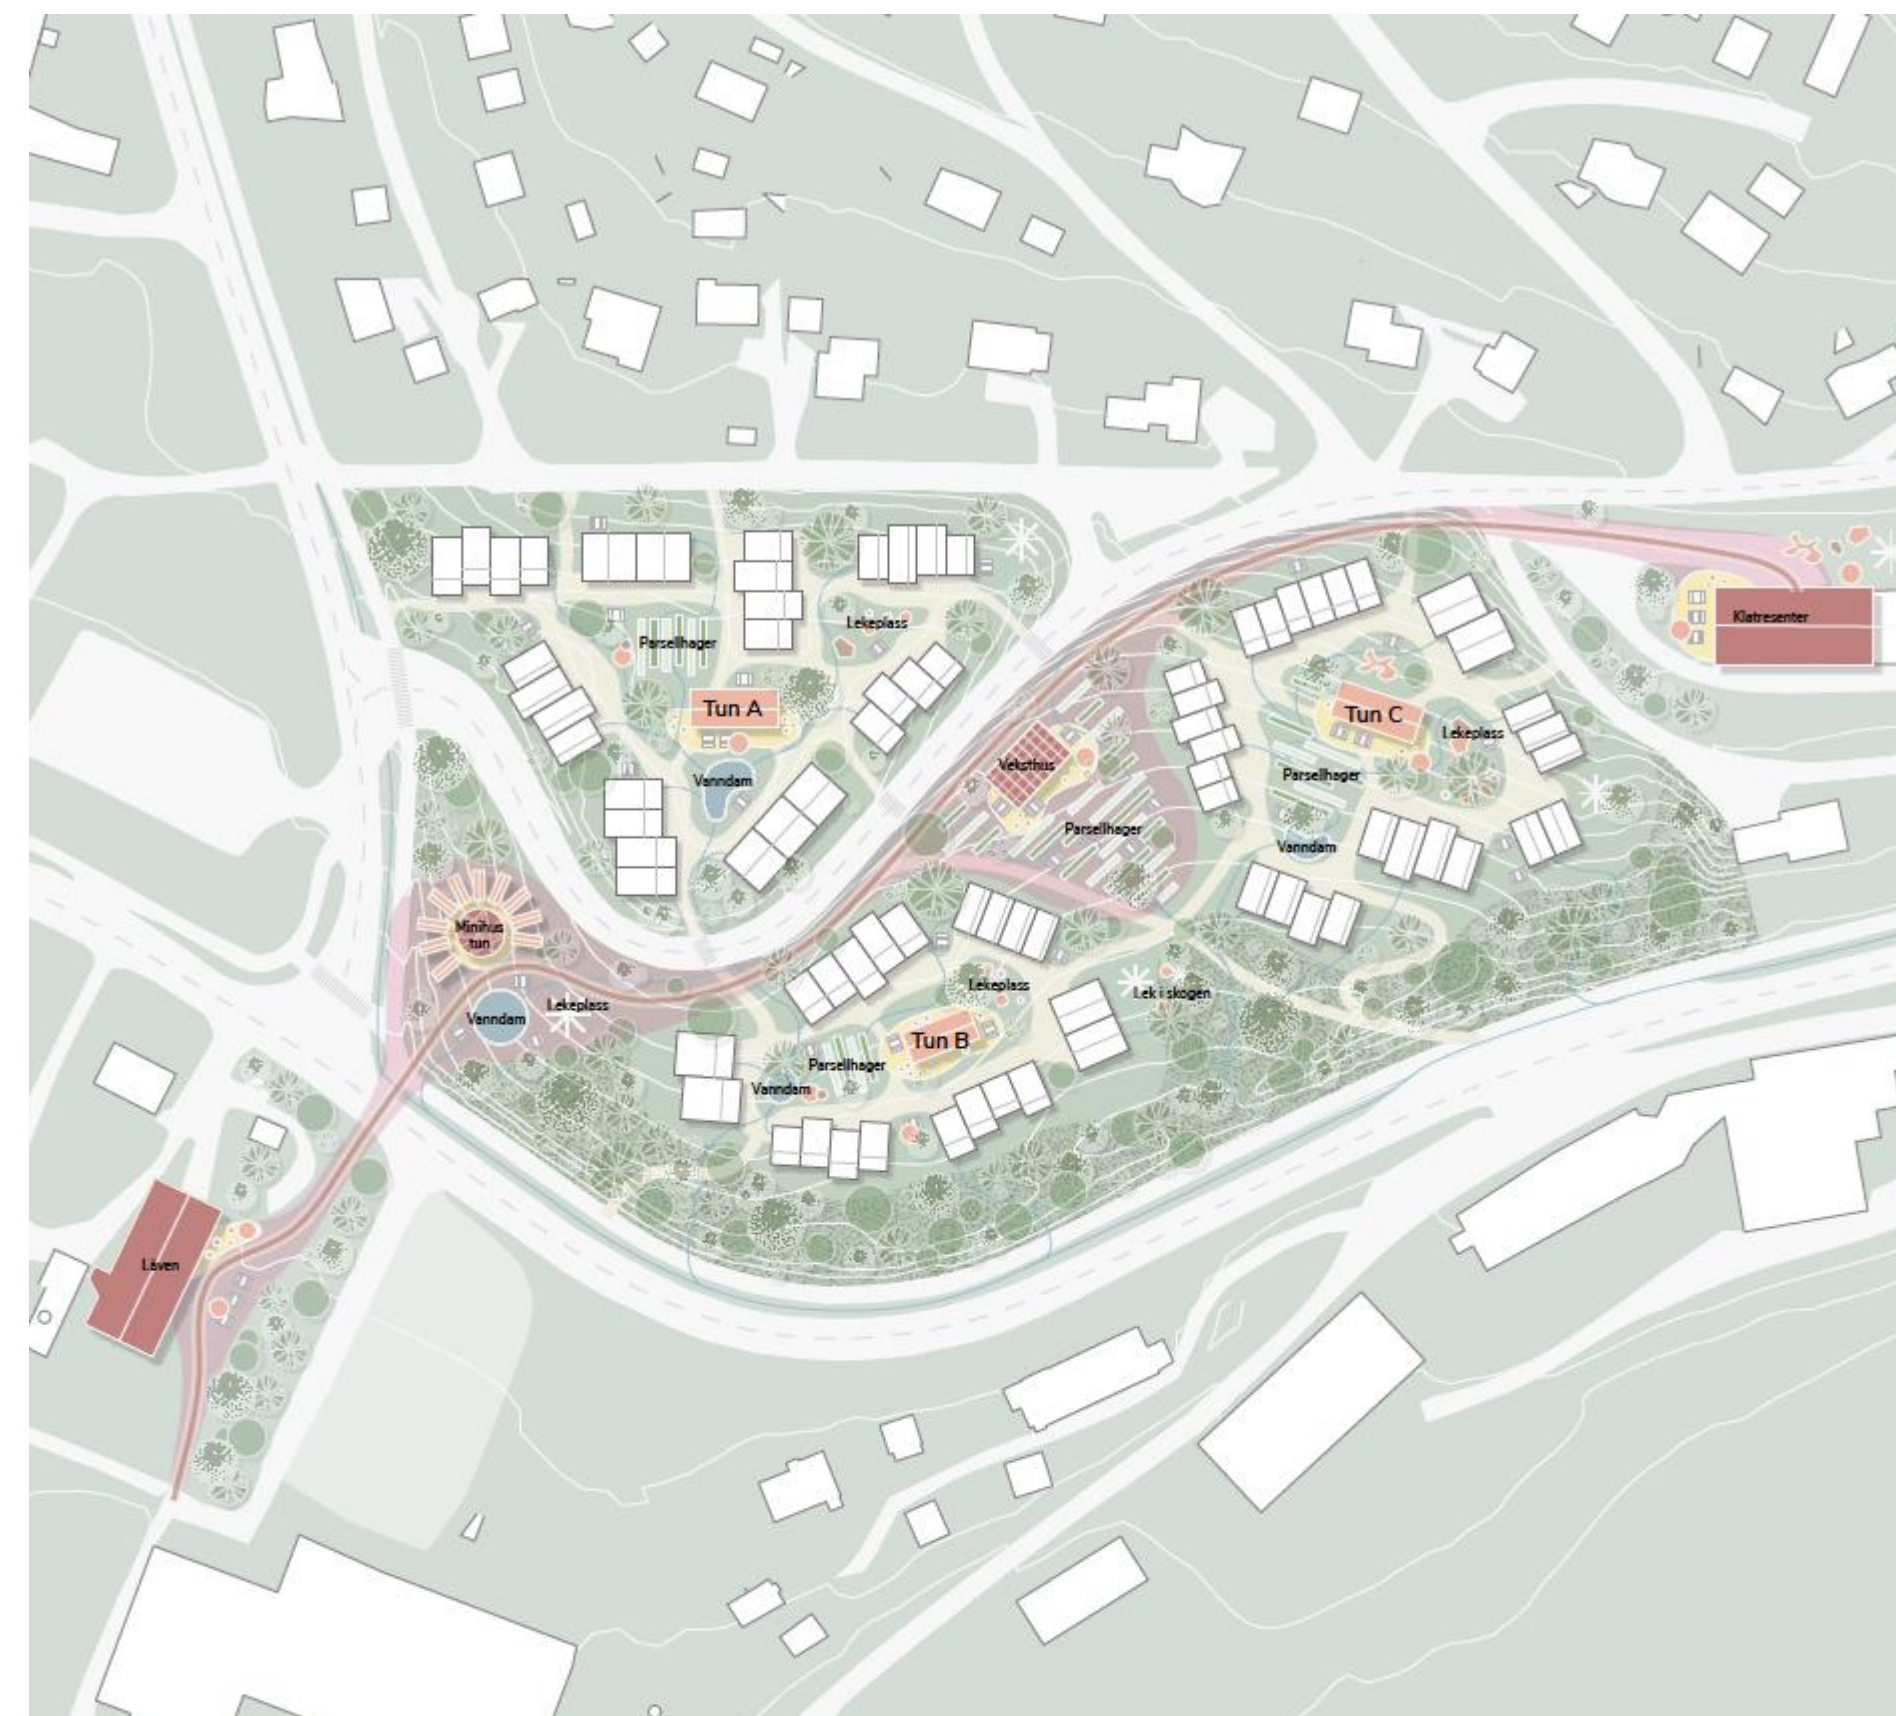 Klatresenter
Lekeplass
Parsellhager
Tun A
Tun C
Lekeplass
Veksthus
Parsellhager
Vanndam
Parsellhager
Vanndam
Minihus
tun
Lekeplass
Lek i skogen
Lekeplass
Vanndam
Tun B
Parsellhager
Vanndam
Låven